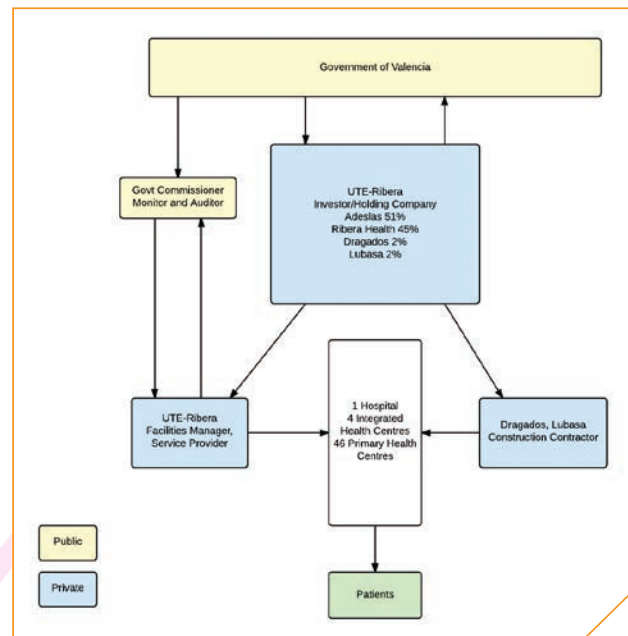 Government of Valencia
Govt Commissioner
Monitor and Auditor
UTE-Ribera
Investor/Holding Company
Adeslas 51%
Ribera Health 45%
Dragados 2%
Lubasa 2%
UTE-Ribera
Facilities Manager,
Service Provider
1 Hospital
4 Integrated
Health Centres
46 Primary Health
Centres
Dragados, Lubasa
Construction Contractor
Public
Private
Patients